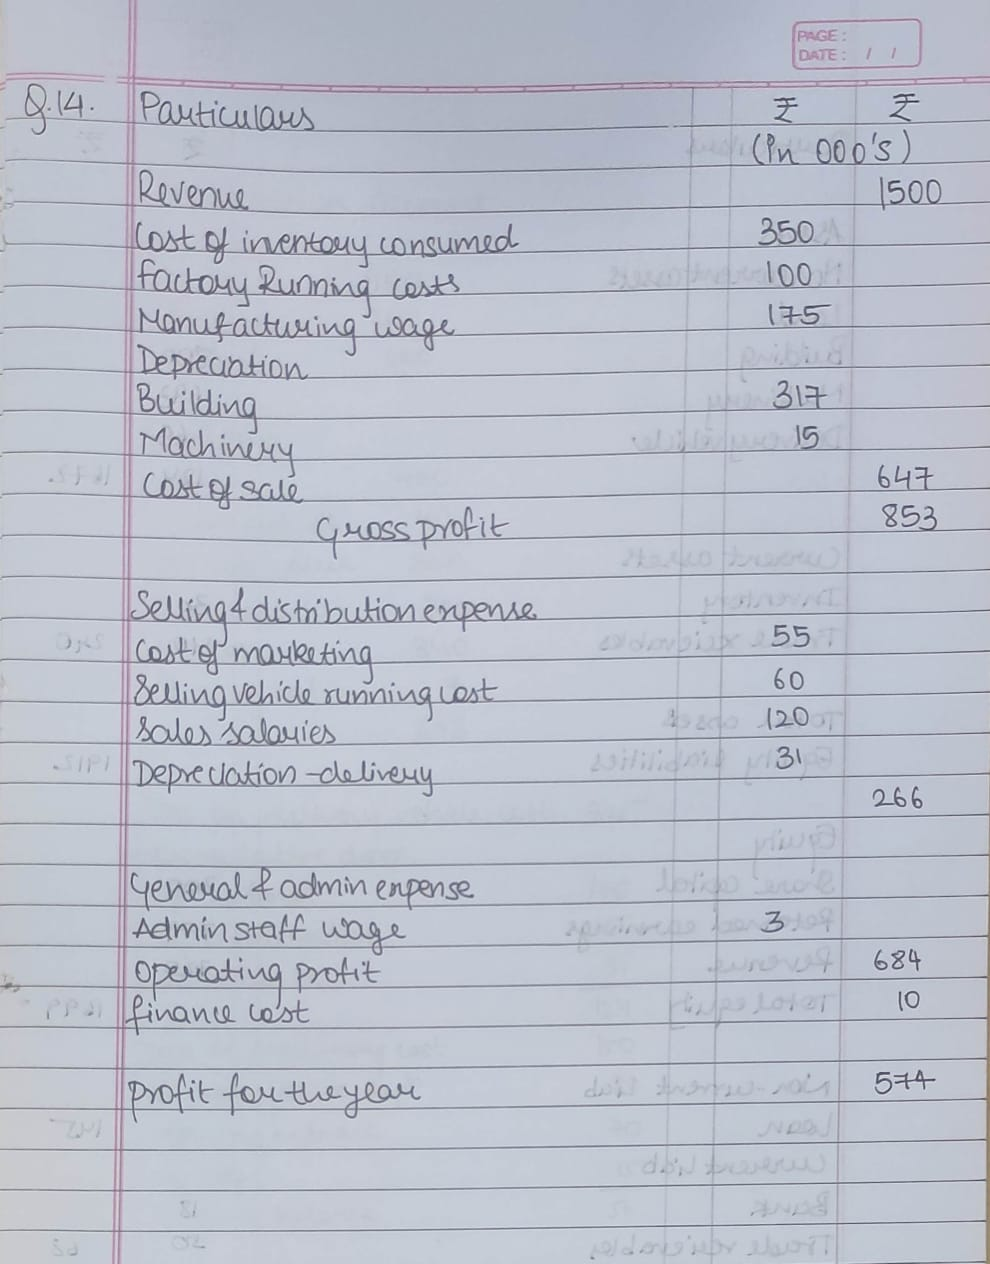 PAGE:
DATE: / /
Q.14. Particulars ₹ ₹
(in 000's)
Revenue 1500
Cost of inventory consumed 350
factory Running costs 100
Manufacturing wage 175
Depreciation
Building 317
Machinery 15
Cost of sale 647
Gross profit 853
Selling & distribution expense
Cost of marketing 55
Selling vehicle running cost 60
Sales salaries 120
Depreciation - delivery 31
266
General & admin expense
Admin staff wage 3
Operating profit 684
finance cost 10
profit for the year 574